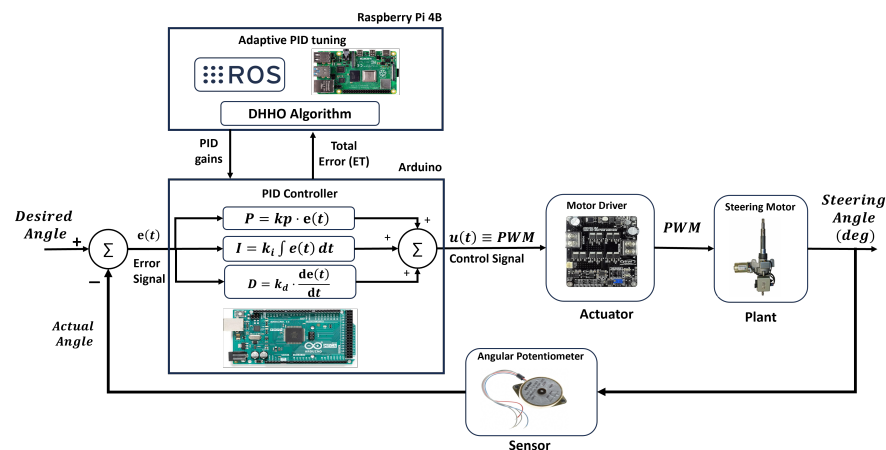 Raspberry Pi 4B
Adaptive PID tuning
ROS
DHHO Algorithm
PID
gains
Total
Error (ET)
Arduino
PID Controller
Desired
Angle
+
−
∑
e(t)
Error
Signal
P = kp · e(t)
I = k_i ∫ e(t) dt
D = k_d · de(t)/dt
+
+
+
∑
u(t) ≡ PWM
Control Signal
Motor Driver
Actuator
PWM
Steering Motor
Plant
Steering
Angle
(deg)
Actual
Angle
ARDUINO
Angular Potentiometer
Sensor